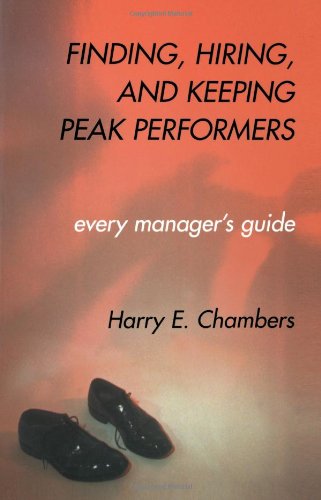 FINDING, HIRING,
AND KEEPING
PEAK PERFORMERS
every manager's guide
Harry E. Chambers